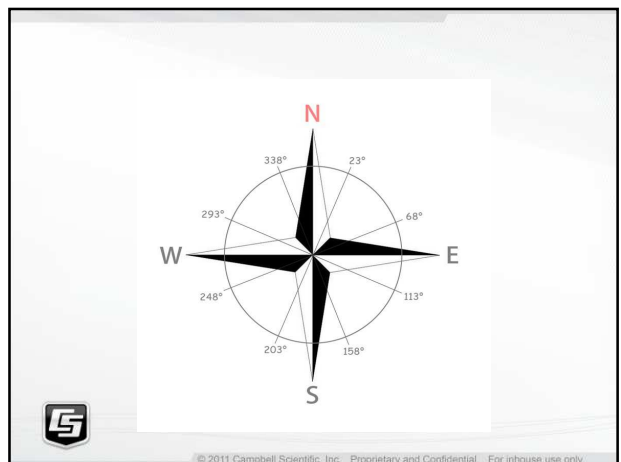 N
338° 23°
293° 68°
W E
248° 113°
203° 158°
S
© 2011 Campbell Scientific, Inc. Proprietary and Confidential For inhouse use only